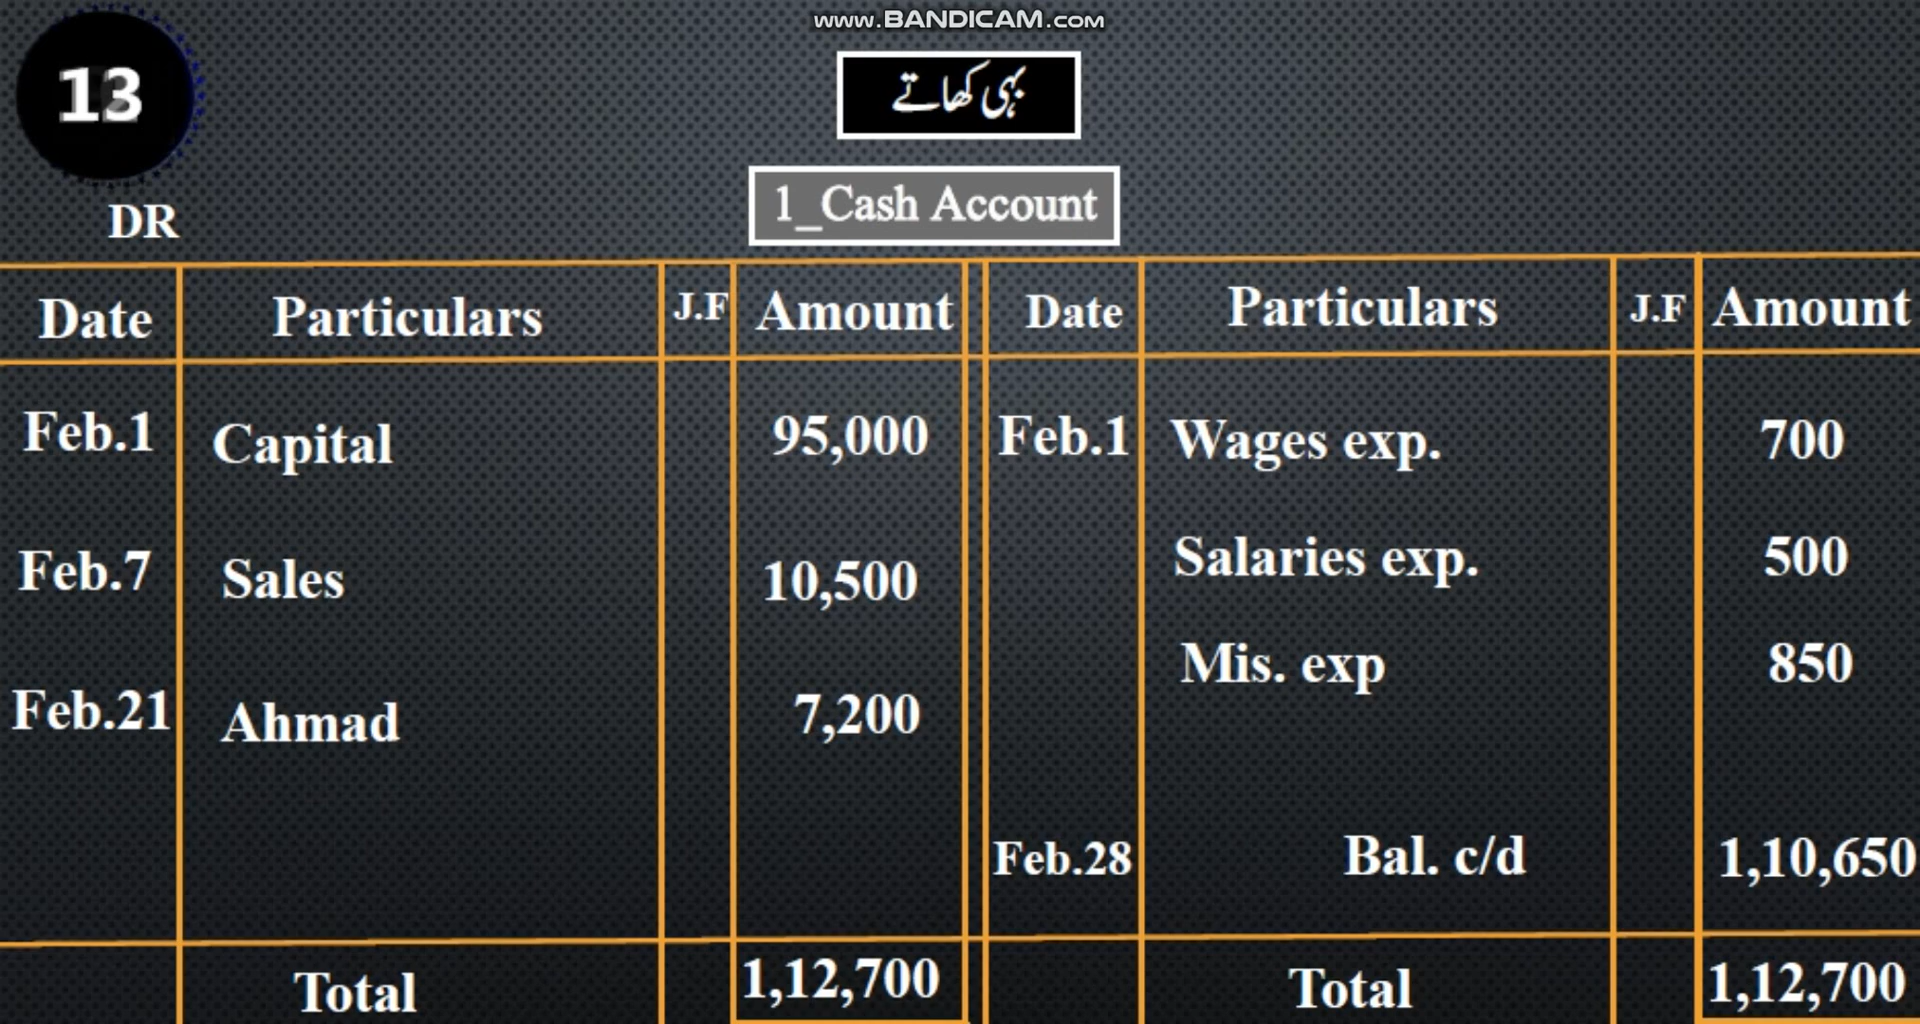 www.BANDICAM.com
13
بہی کھاتے
1_Cash Account
DR
Date Particulars J.F Amount Date Particulars J.F Amount
Feb.1 Capital 95,000 Feb.1 Wages exp. 700
Feb.7 Sales 10,500 Salaries exp. 500
Feb.21 Ahmad 7,200 Mis. exp 850
Feb.28 Bal. c/d 1,10,650
Total 1,12,700 Total 1,12,700